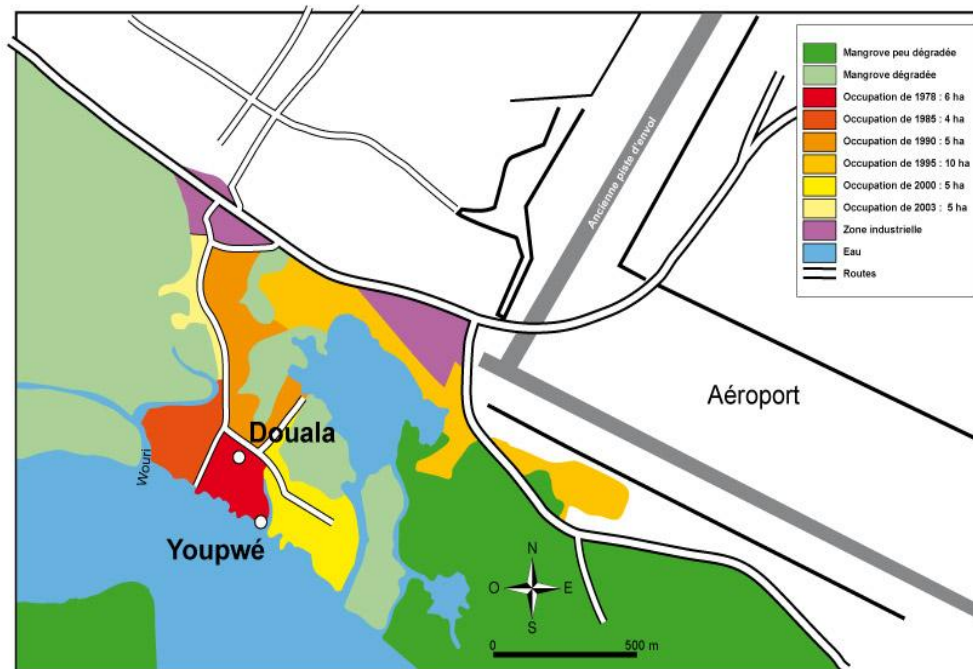 Mangrove peu dégradée
Mangrove dégradée
Occupation de 1978 : 6 ha
Occupation de 1985 : 4 ha
Occupation de 1990 : 5 ha
Occupation de 1995 : 10 ha
Occupation de 2000 : 5 ha
Occupation de 2003 : 5 ha
Zone industrielle
Eau
Routes
Ancienne piste d'envol
Aéroport
Douala
Wouri
Youpwé
N
O
E
S
0
500 m